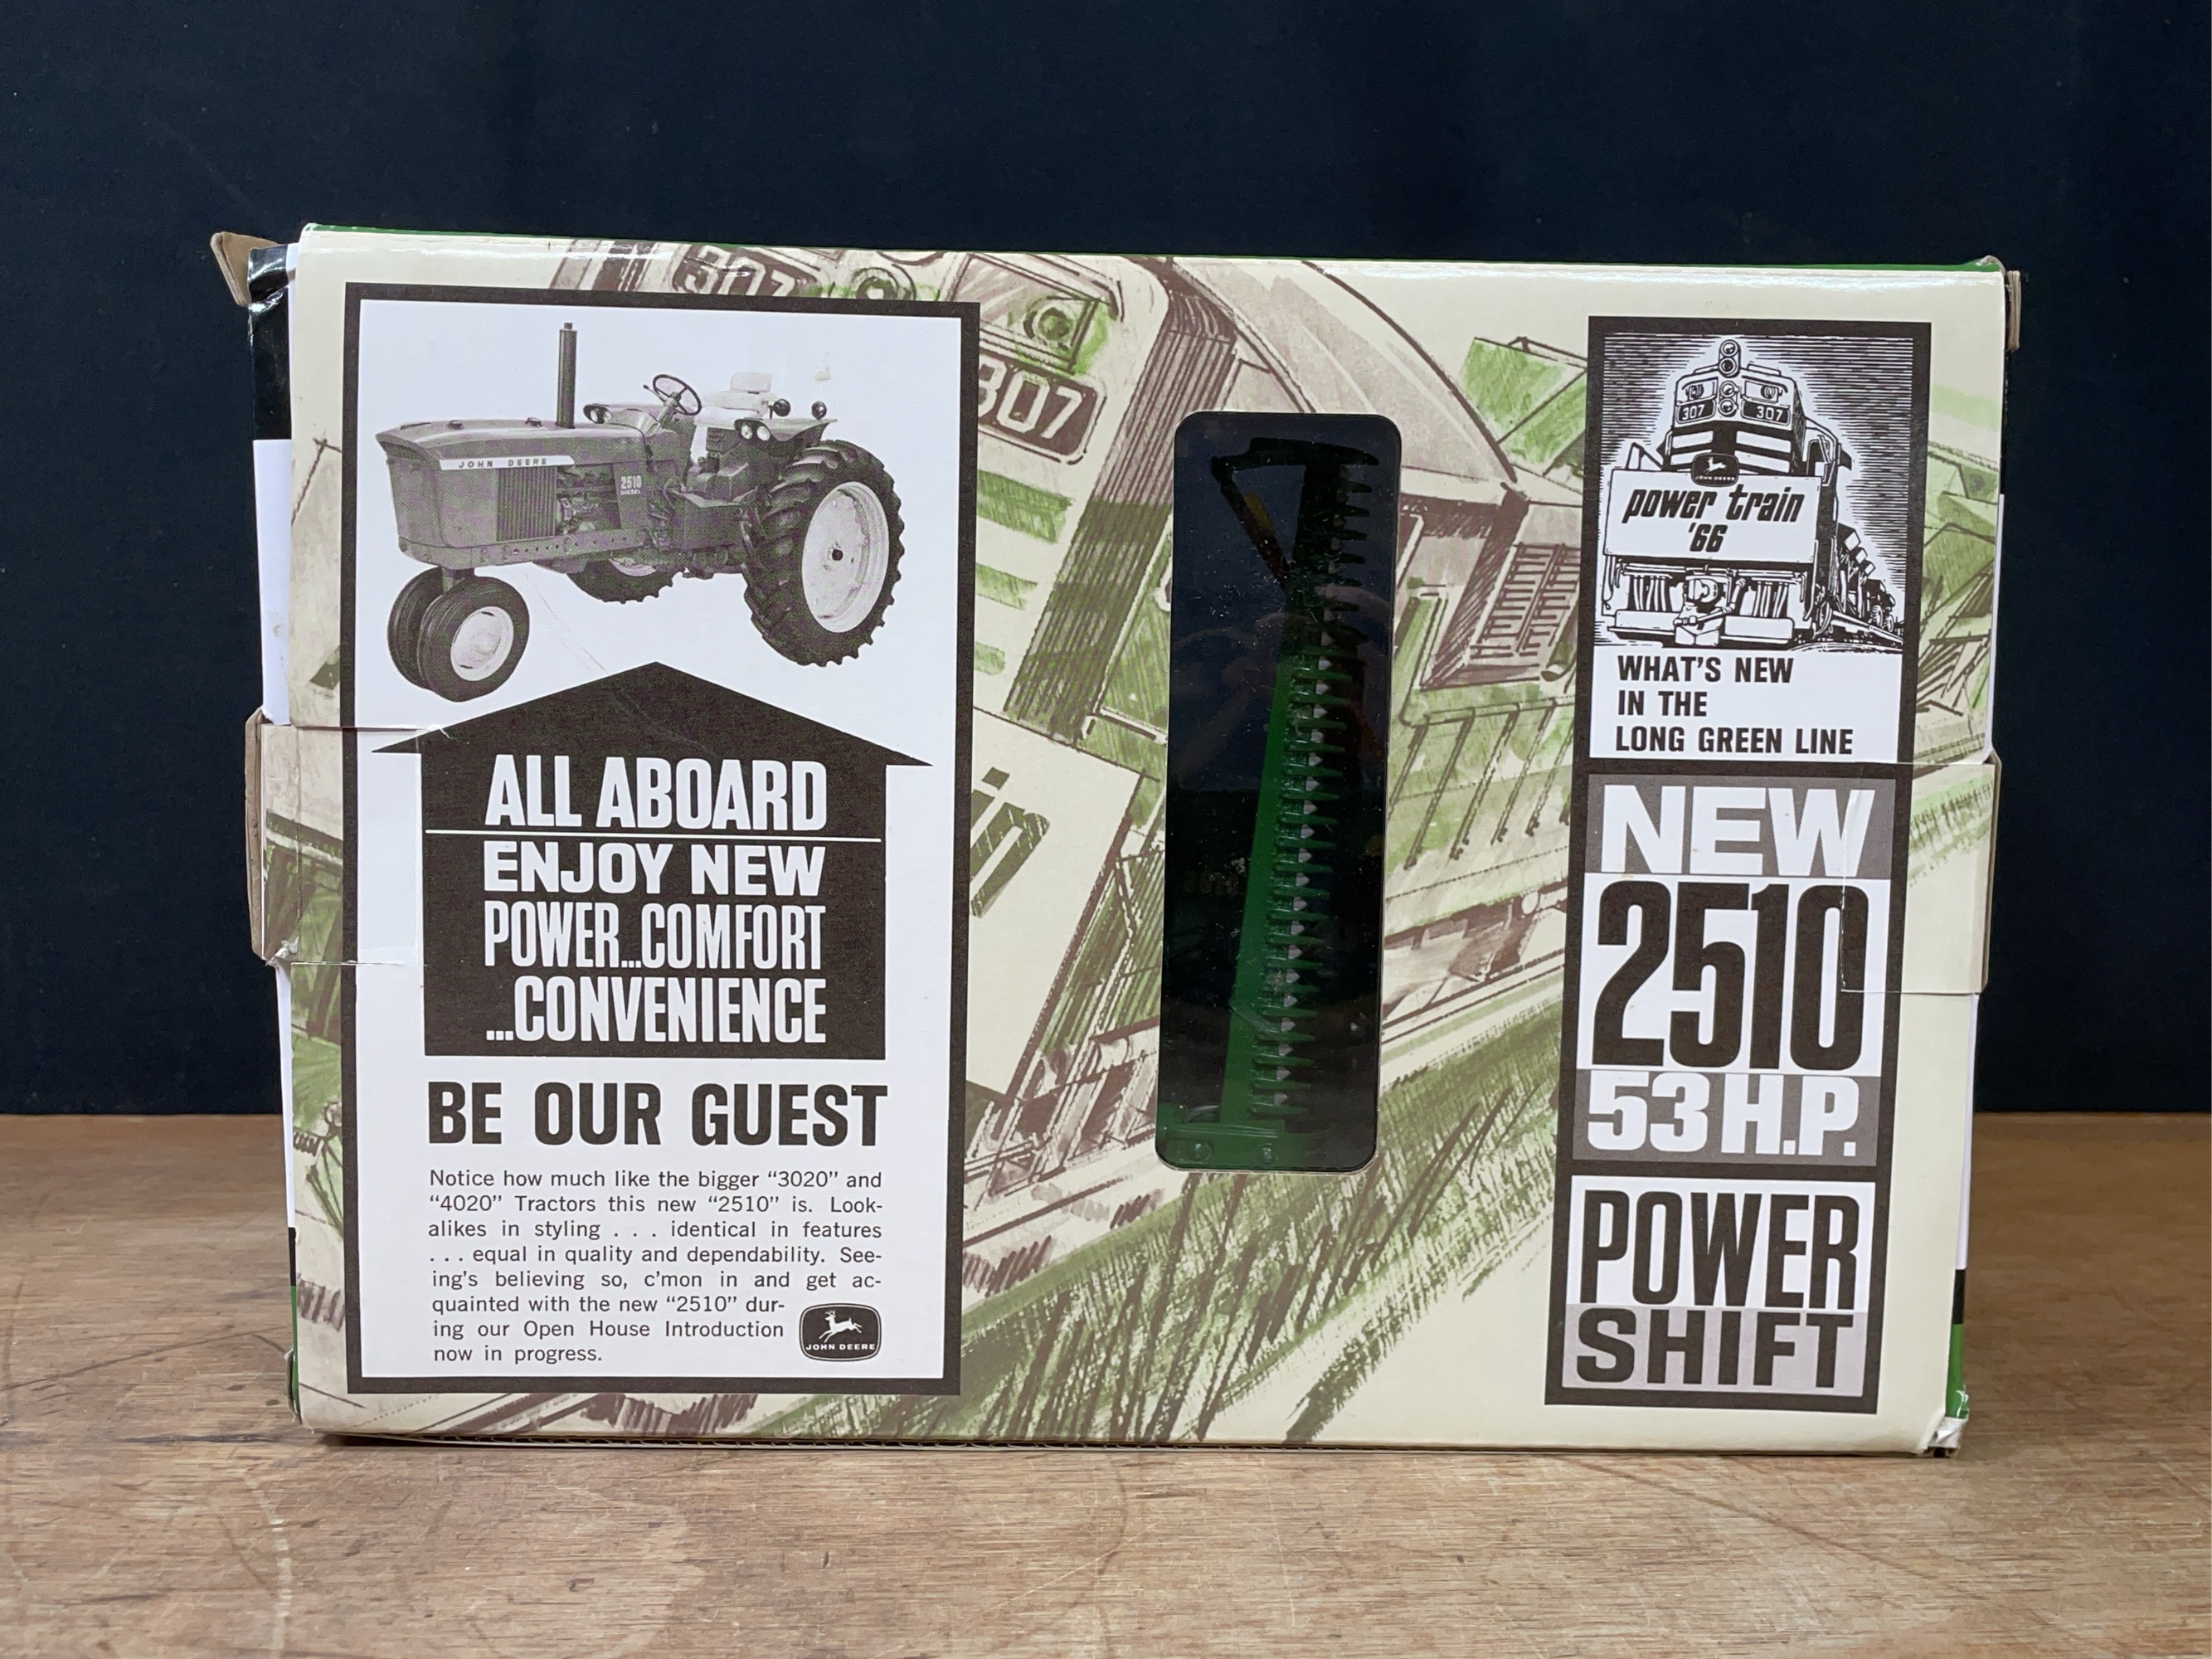 307
307
JOHN DEERE
2510
DIESEL
in
ALL ABOARD
ENJOY NEW
POWER...COMFORT
...CONVENIENCE
BE OUR GUEST
Notice how much like the bigger “3020” and
“4020” Tractors this new “2510” is. Look-
alikes in styling . . . identical in features
. . . equal in quality and dependability. See-
ing's believing so, c'mon in and get ac-
quainted with the new “2510” dur-
ing our Open House Introduction
now in progress.
JOHN DEERE
307 307
JOHN DEERE
power train
'66
WHAT'S NEW
IN THE
LONG GREEN LINE
NEW
2510
53 H.P.
POWER
SHIFT